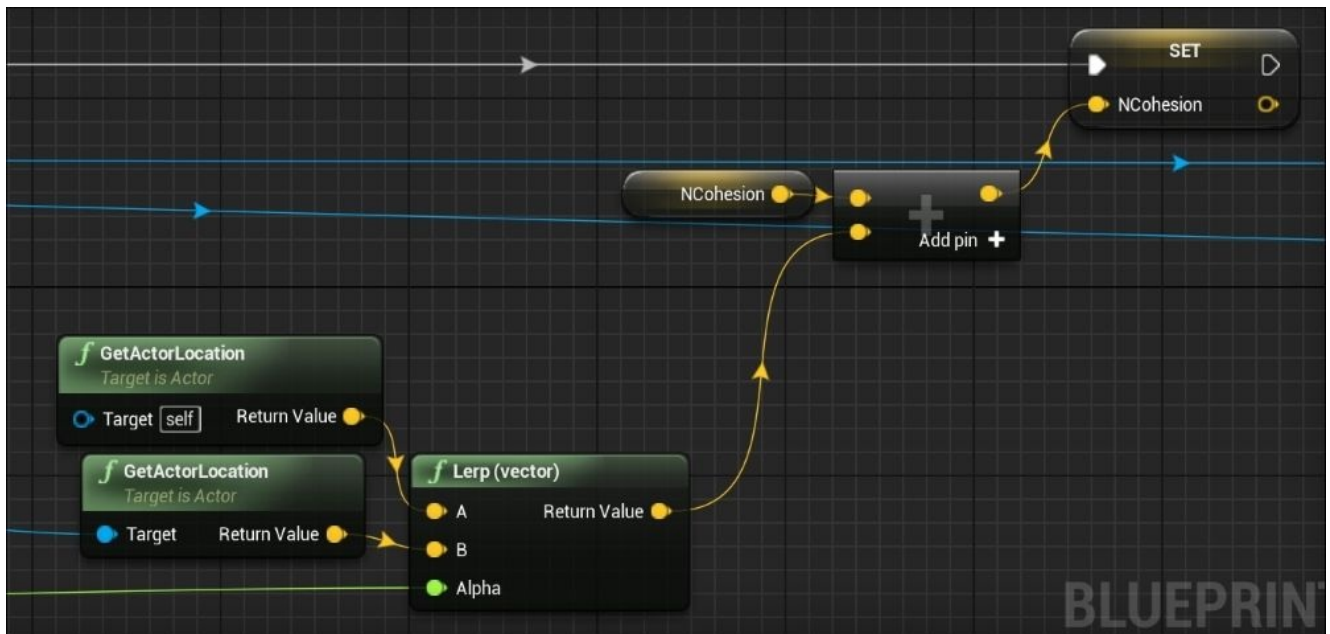 SET
NCohesion
NCohesion
Add pin
GetActorLocation
Target is Actor
Target self Return Value
GetActorLocation
Target is Actor
Target Return Value
Lerp (vector)
A Return Value
B
Alpha
BLUEPRIN